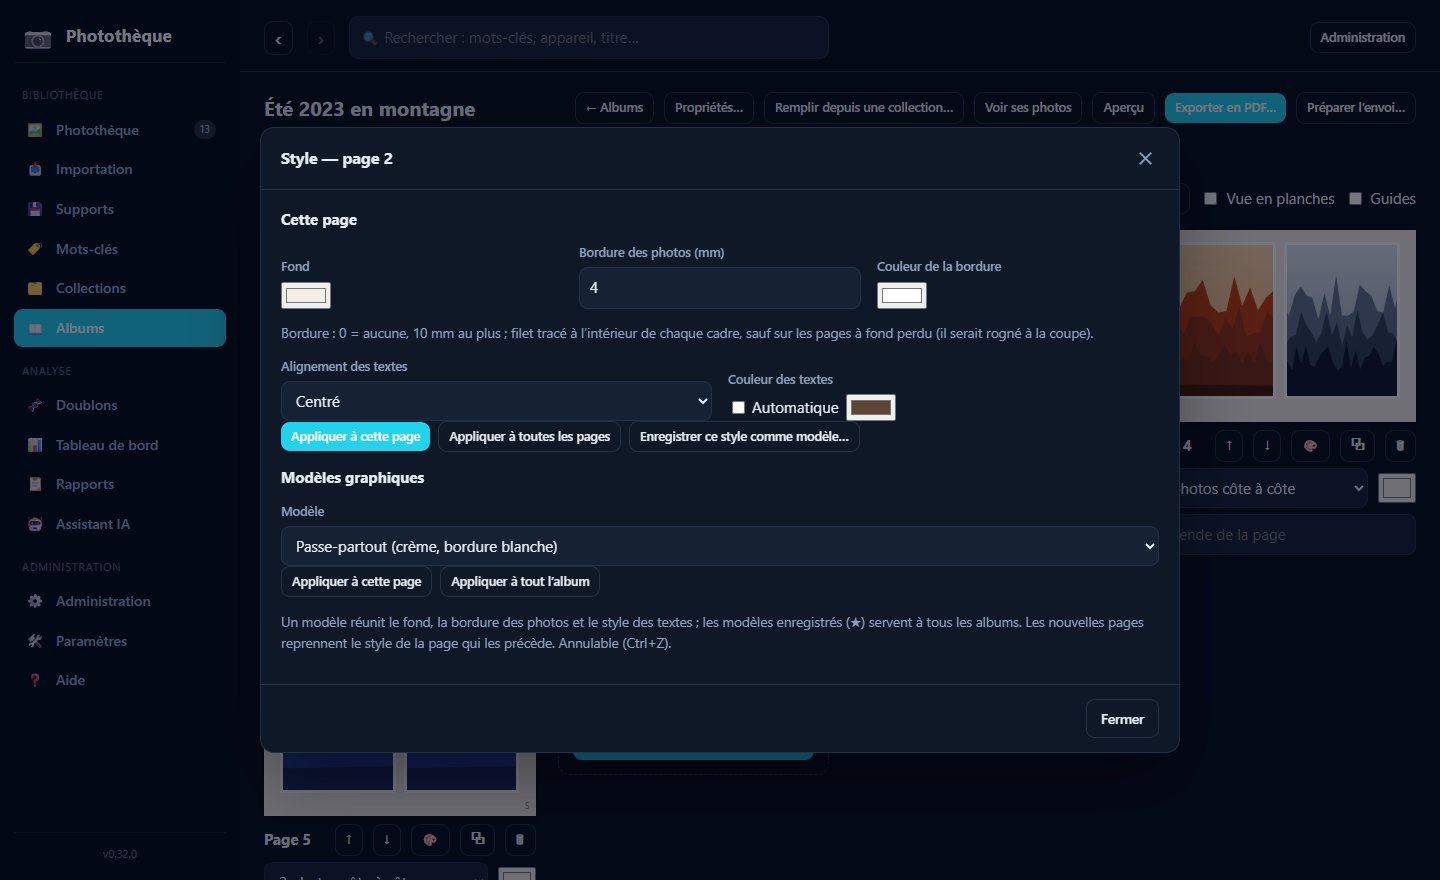 Photothèque
‹ ›
Rechercher : mots-clés, appareil, titre...
Administration
BIBLIOTHÈQUE
Photothèque 13
Importation
Supports
Mots-clés
Collections
Albums
ANALYSE
Doublons
Tableau de bord
Rapports
Assistant IA
ADMINISTRATION
Administration
Paramètres
Aide
v0.32.0
Été 2023 en montagne
← Albums
Propriétés...
Remplir depuis une collection...
Voir ses photos
Aperçu
Exporter en PDF...
Préparer l’envoi...
Vue en planches
Guides
Style — page 2
Cette page
Fond
Bordure des photos (mm)
4
Couleur de la bordure
Bordure : 0 = aucune, 10 mm au plus ; filet tracé à l’intérieur de chaque cadre, sauf sur les pages à fond perdu (il serait rogné à la coupe).
Alignement des textes
Centré
Couleur des textes
Automatique
Appliquer à cette page
Appliquer à toutes les pages
Enregistrer ce style comme modèle...
Modèles graphiques
Modèle
Passe-partout (crème, bordure blanche)
Appliquer à cette page
Appliquer à tout l’album
Un modèle réunit le fond, la bordure des photos et le style des textes ; les modèles enregistrés (★) servent à tous les albums. Les nouvelles pages
reprennent le style de la page qui les précède. Annulable (Ctrl+Z).
Fermer
4 ↑ ↓
hotos côte à côte
ende de la page
5
Page 5 ↑ ↓